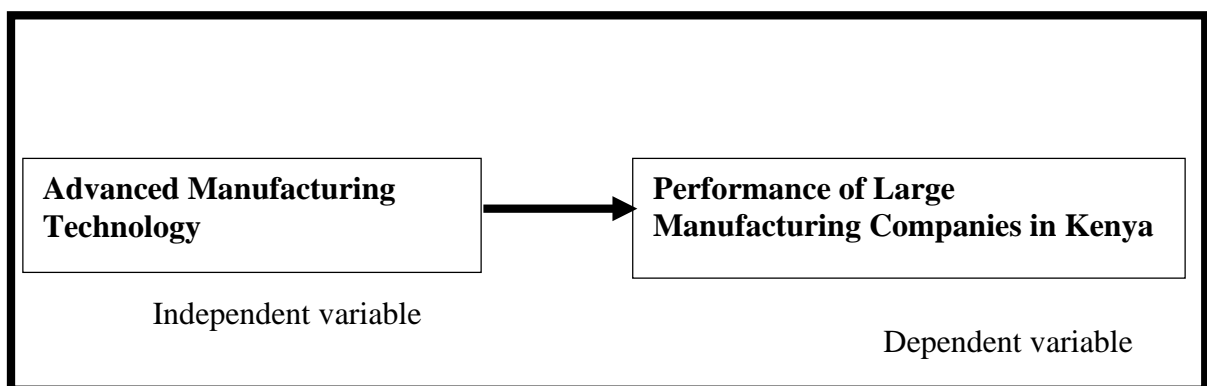 Advanced Manufacturing
Technology
Performance of Large
Manufacturing Companies in Kenya
Independent variable
Dependent variable